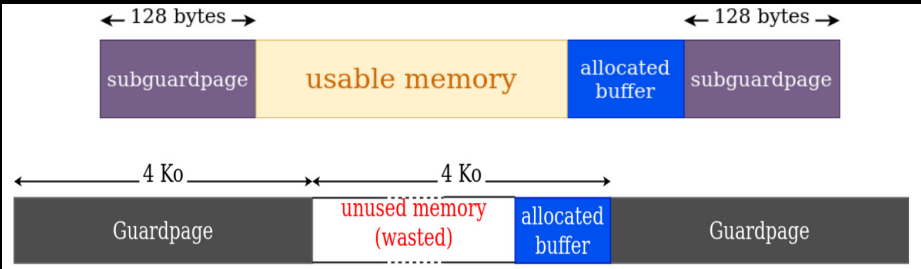 128 bytes 128 bytes
subguardpage usable memory allocated buffer subguardpage
4 Ko 4 Ko
Guardpage unused memory (wasted) allocated buffer Guardpage